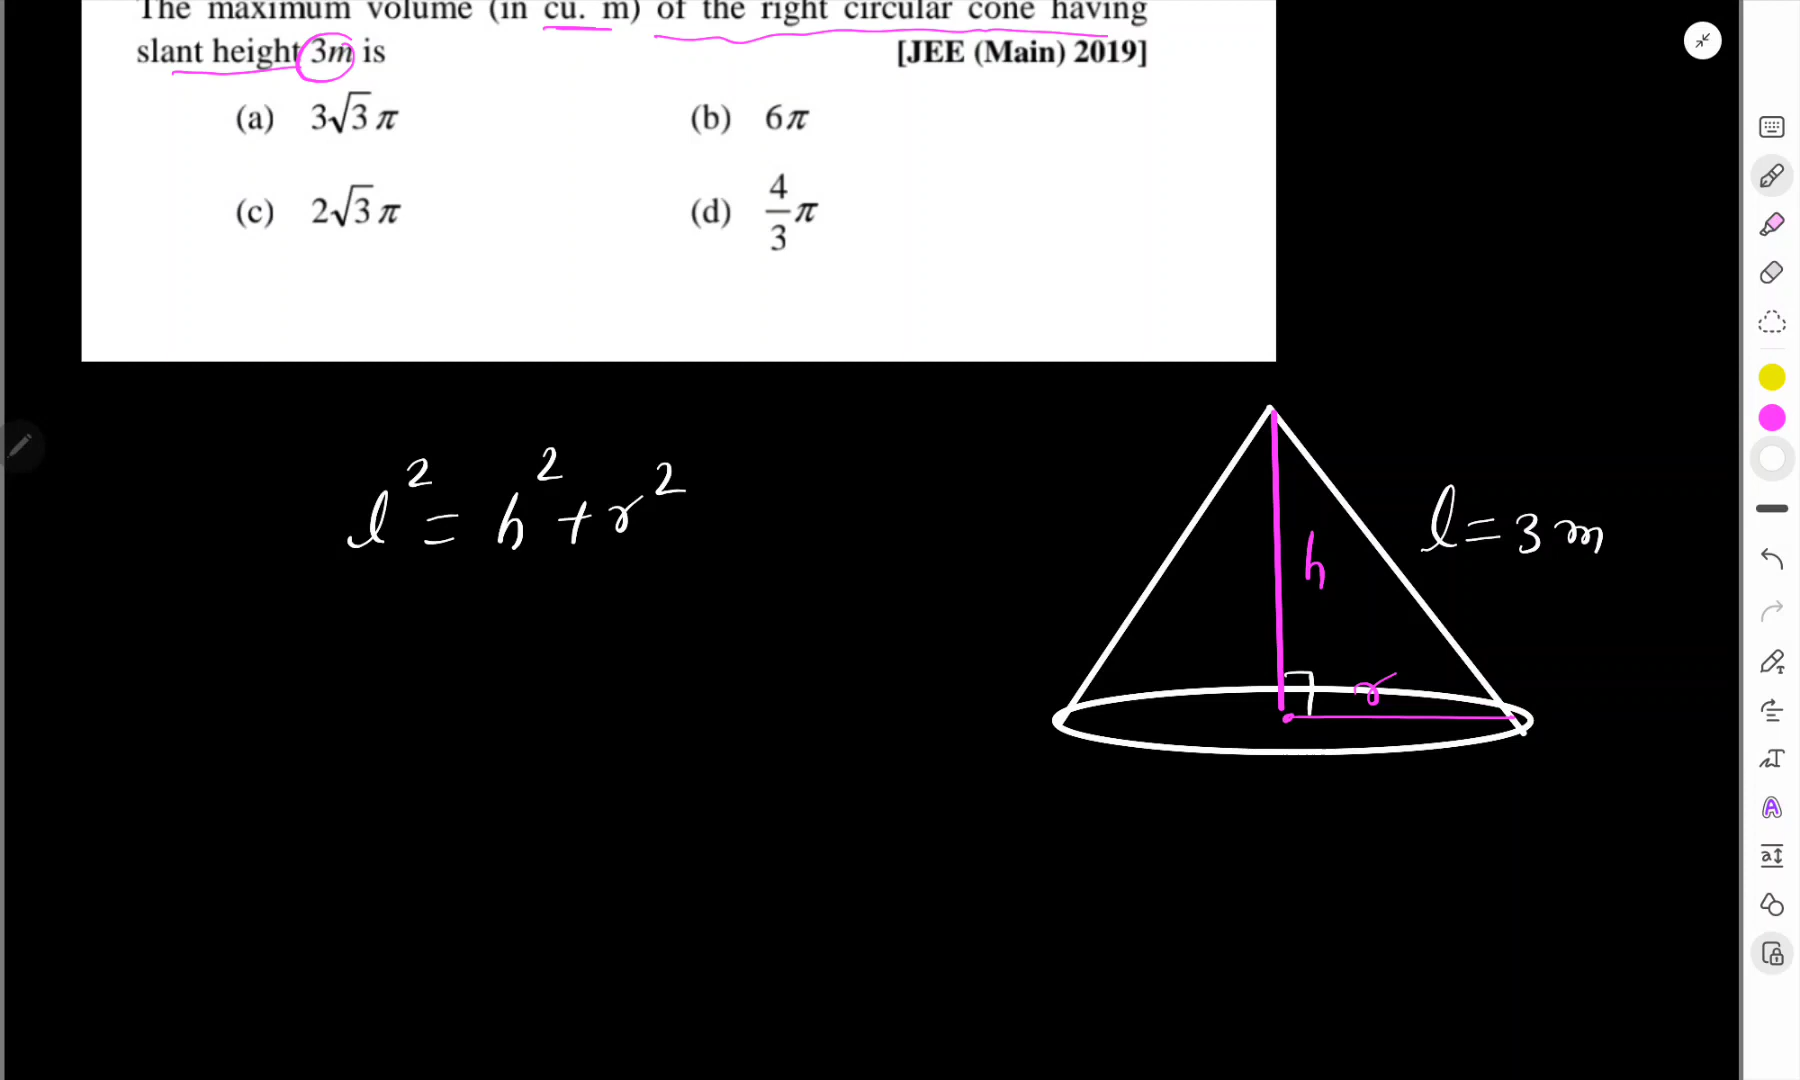 The maximum volume (in cu. m) of the right circular cone having
slant height 3m is [JEE (Main) 2019]
(a) 3√3 π (b) 6π
(c) 2√3 π (d) 4/3 π
l² = h² + r²
l = 3 m
h
r